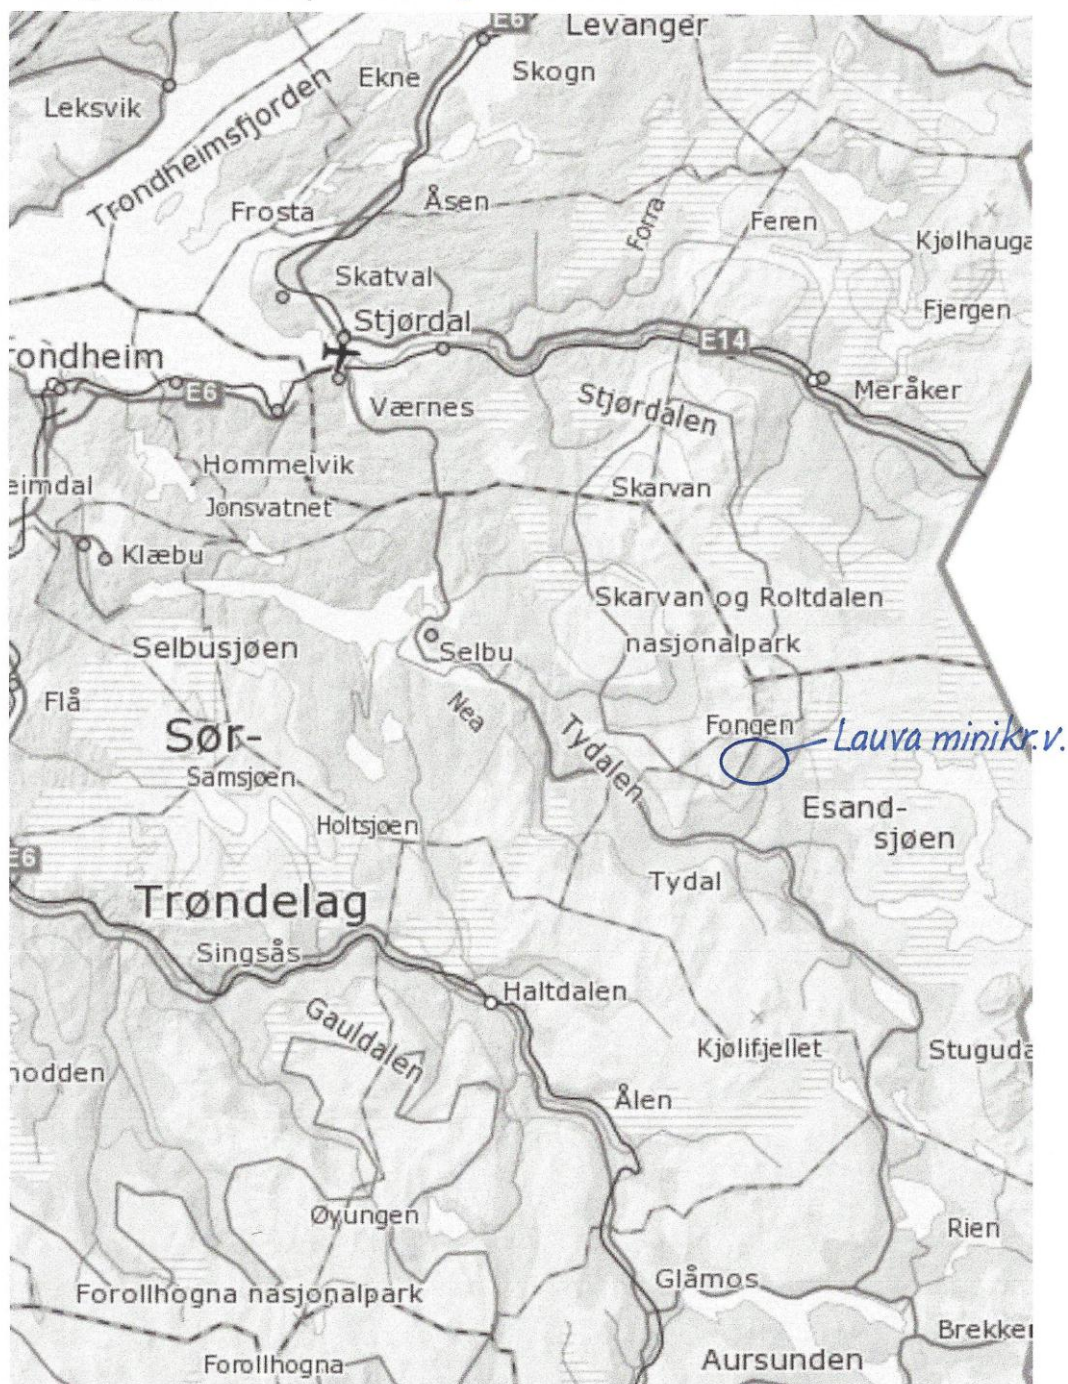 E6
Levanger
Ekne
Skogn
Leksvik
Trondheimsfjorden
Frosta
Åsen
Forra
Feren
Kjølhauga
Skatval
Fjergen
Stjørdal
rondheim
E14
E6
Værnes
Stjørdalen
Meråker
Hommelvik
eimdal
Jonsvatnet
Skarvan
Klæbu
Skarvan og Roltdalen
nasjonalpark
Selbusjøen
Selbu
Flå
Nea
Fongen
Sør-
Tydalen
Lauva minikr.v.
Samsjøen
Esand-
sjøen
Holtsjøen
E6
Tydal
Trøndelag
Singsås
Haltdalen
Gauldalen
Kjølifjellet
Stuguda
nodden
Ålen
Øyungen
Rien
Glåmos
Forollhogna nasjonalpark
Brekken
Forollhogna
Aursunden